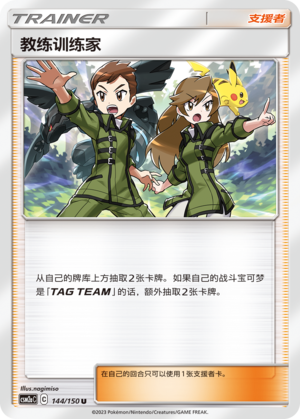 TRAINER
支援者
教练训练家
从自己的牌库上方抽取2张卡牌。如果自己的战斗宝可梦
是「TAG TEAM」的话，额外抽取2张卡牌。
在自己的回合只可以使用1张支援者卡。
Illus.nagimiso
CSM2a C C 144/150 U
©2023 Pokémon/Nintendo/Creatures/GAME FREAK.